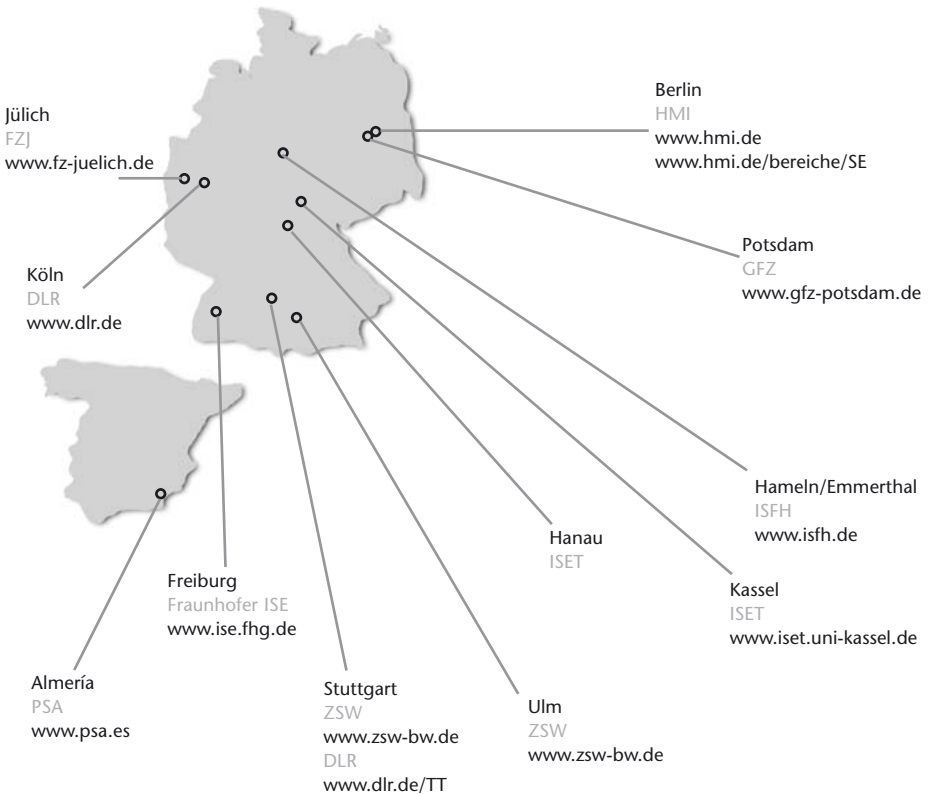 Jülich
FZJ
www.fz-juelich.de
Berlin
HMI
www.hmi.de
www.hmi.de/bereiche/SE
Potsdam
GFZ
www.gfz-potsdam.de
Köln
DLR
www.dlr.de
Hameln/Emmerthal
ISFH
www.isfh.de
Hanau
ISET
Kassel
ISET
www.iset.uni-kassel.de
Freiburg
Fraunhofer ISE
www.ise.fhg.de
Almería
PSA
www.psa.es
Stuttgart
ZSW
www.zsw-bw.de
DLR
www.dlr.de/TT
Ulm
ZSW
www.zsw-bw.de